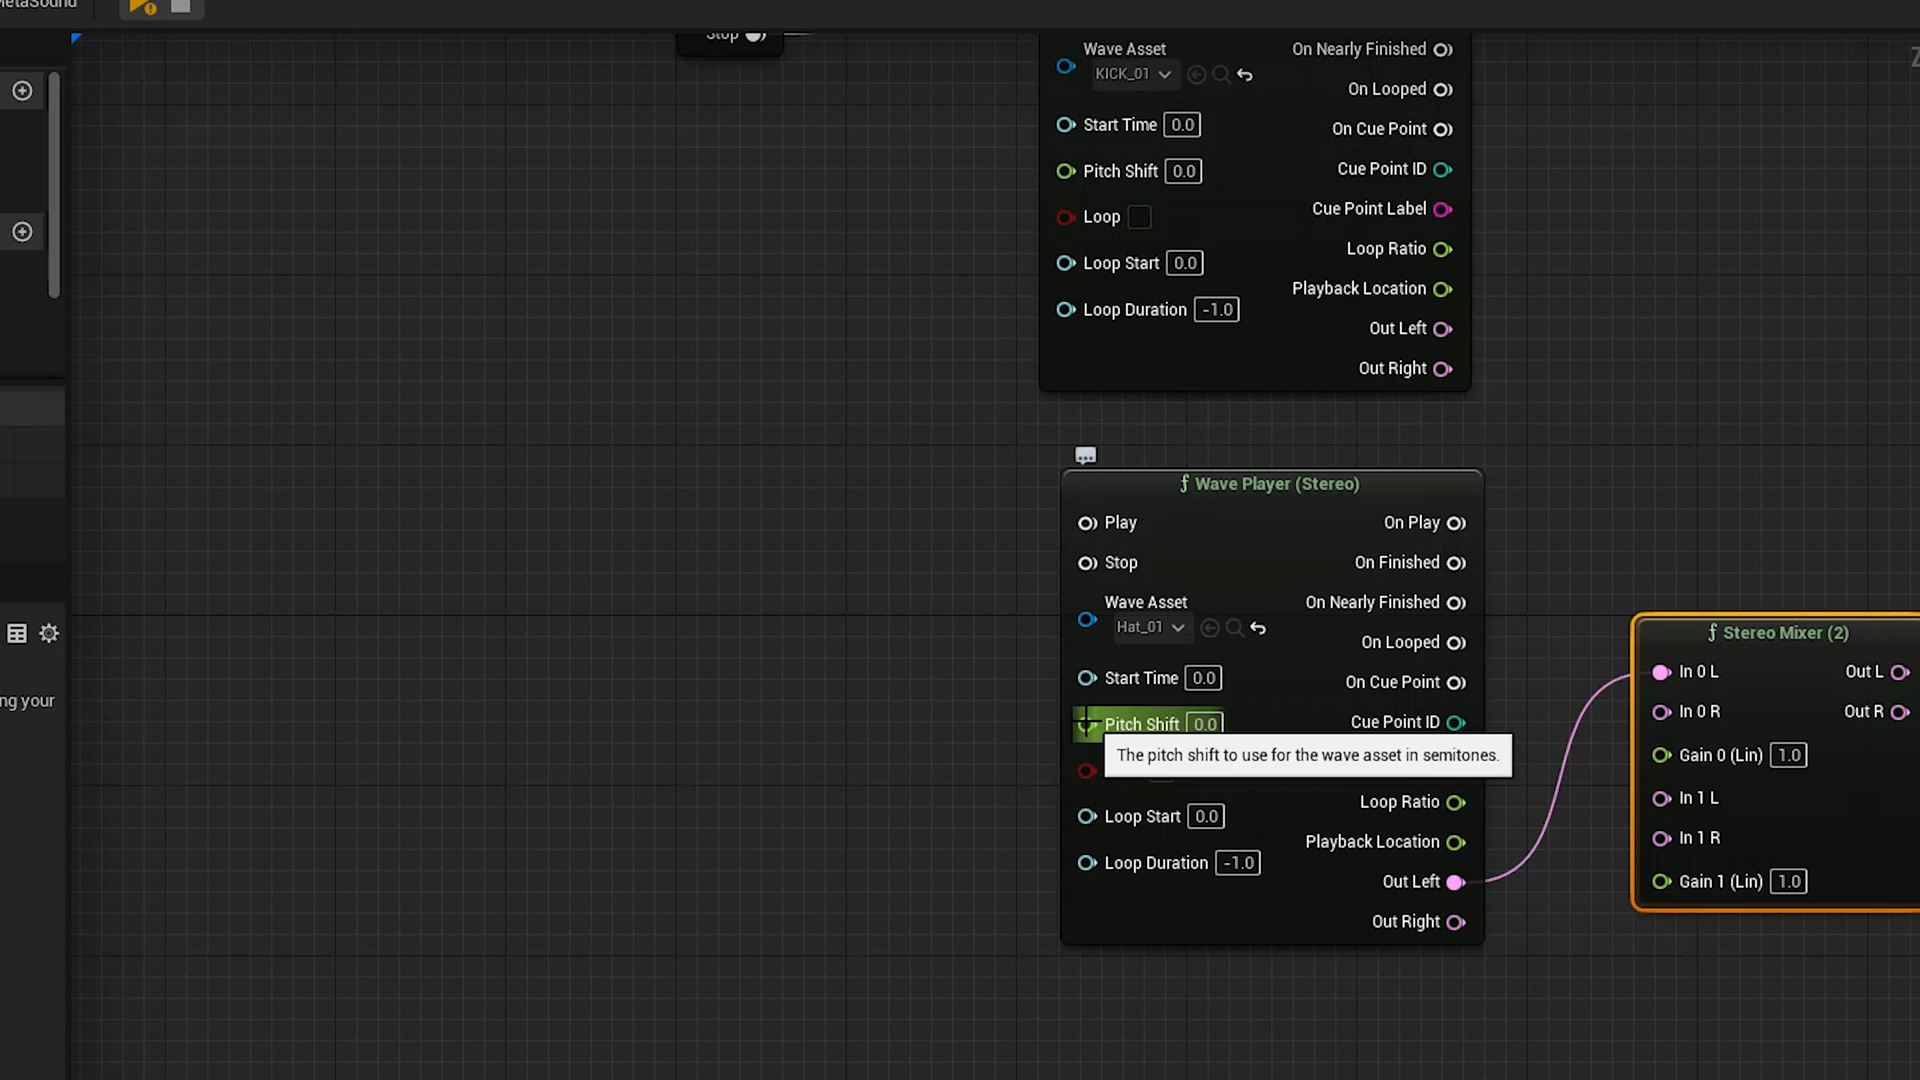 MetaSound
Stop
Wave Asset
KICK_01
Start Time 0.0
Pitch Shift 0.0
Loop
Loop Start 0.0
Loop Duration -1.0
On Nearly Finished
On Looped
On Cue Point
Cue Point ID
Cue Point Label
Loop Ratio
Playback Location
Out Left
Out Right
ƒ Wave Player (Stereo)
Play
Stop
Wave Asset
Hat_01
Start Time 0.0
Pitch Shift 0.0
The pitch shift to use for the wave asset in semitones.
Loop Start 0.0
Loop Duration -1.0
On Play
On Finished
On Nearly Finished
On Looped
On Cue Point
Cue Point ID
Loop Ratio
Playback Location
Out Left
Out Right
ƒ Stereo Mixer (2)
In 0 L
In 0 R
Gain 0 (Lin) 1.0
In 1 L
In 1 R
Gain 1 (Lin) 1.0
Out L
Out R
ng your